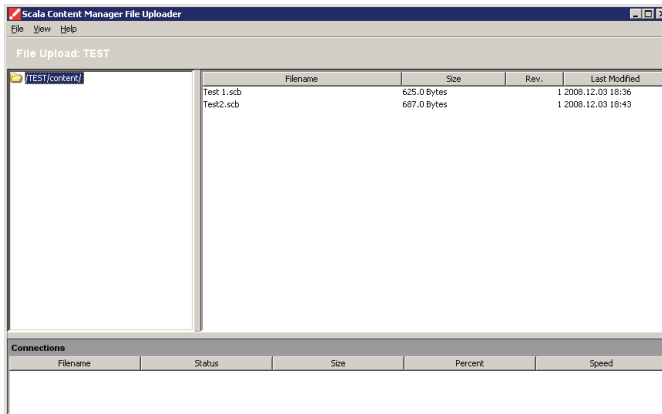 Scala Content Manager File Uploader
File View Help
File Upload: TEST
/TEST/content/
Filename Size Rev. Last Modified
Test 1.scb 625.0 Bytes 1 2008.12.03 18:36
Test2.scb 687.0 Bytes 1 2008.12.03 18:43
Connections
Filename Status Size Percent Speed